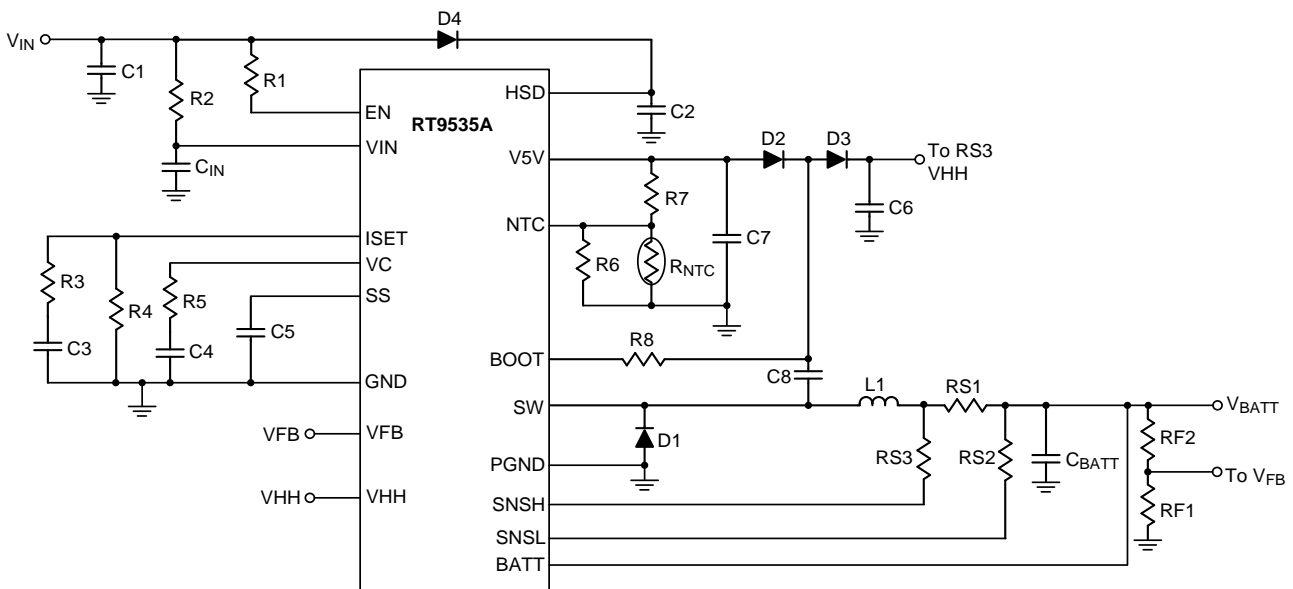 D4
VIN
C1
R2
R1
HSD
C2
EN
RT9535A
VIN
CIN
V5V
D2
D3
To RS3
VHH
R7
C6
NTC
C7
R6
RNTC
ISET
VC
R3
R4
R5
SS
C5
C3
C4
BOOT
R8
C8
GND
SW
L1
RS1
VBATT
VFB
VFB
D1
RS3
RS2
CBATT
RF2
PGND
To VFB
VHH
VHH
SNSH
RF1
SNSL
BATT